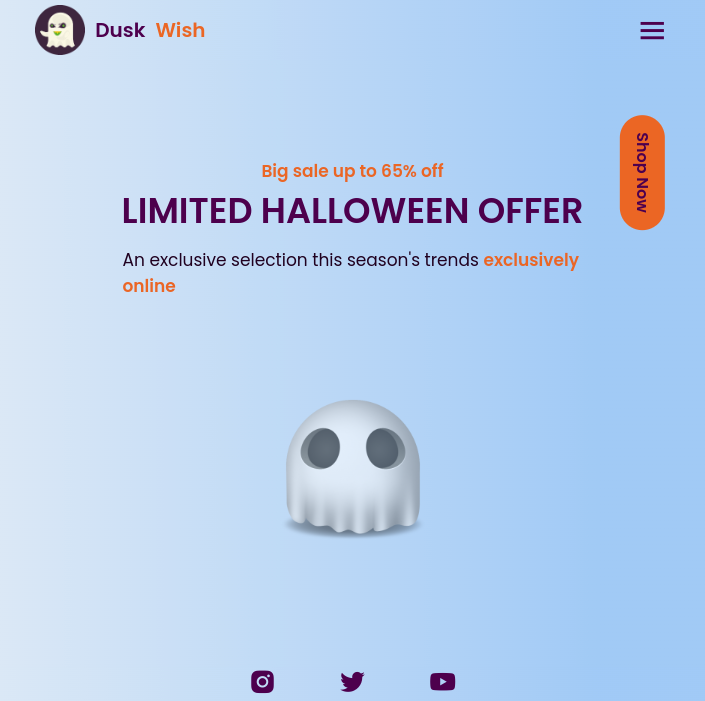 Dusk Wish
Shop Now
Big sale up to 65% off
LIMITED HALLOWEEN OFFER
An exclusive selection this season's trends exclusively
online